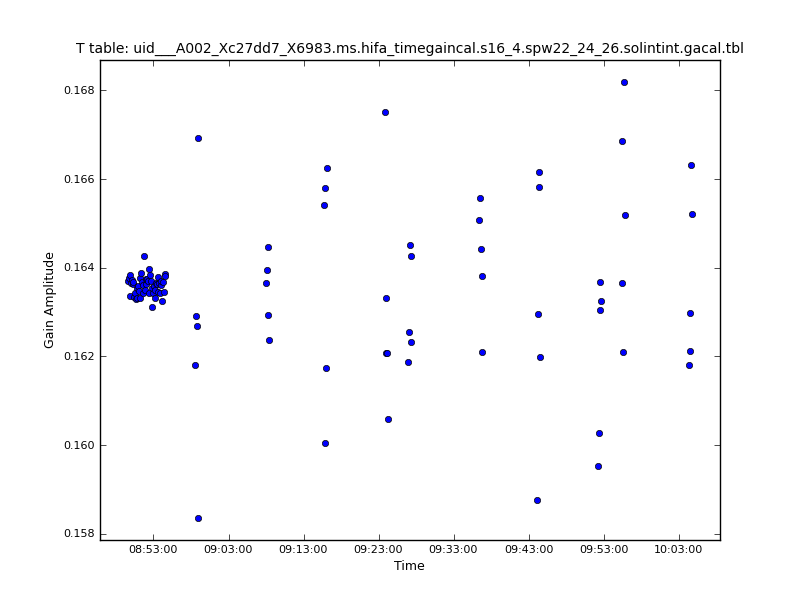 T table: uid___A002_Xc27dd7_X6983.ms.hifa_timegaincal.s16_4.spw22_24_26.solintint.gacal.tbl
0.168
0.166
0.164
0.162
0.160
0.158
Gain Amplitude
08:53:00 09:03:00 09:13:00 09:23:00 09:33:00 09:43:00 09:53:00 10:03:00
Time